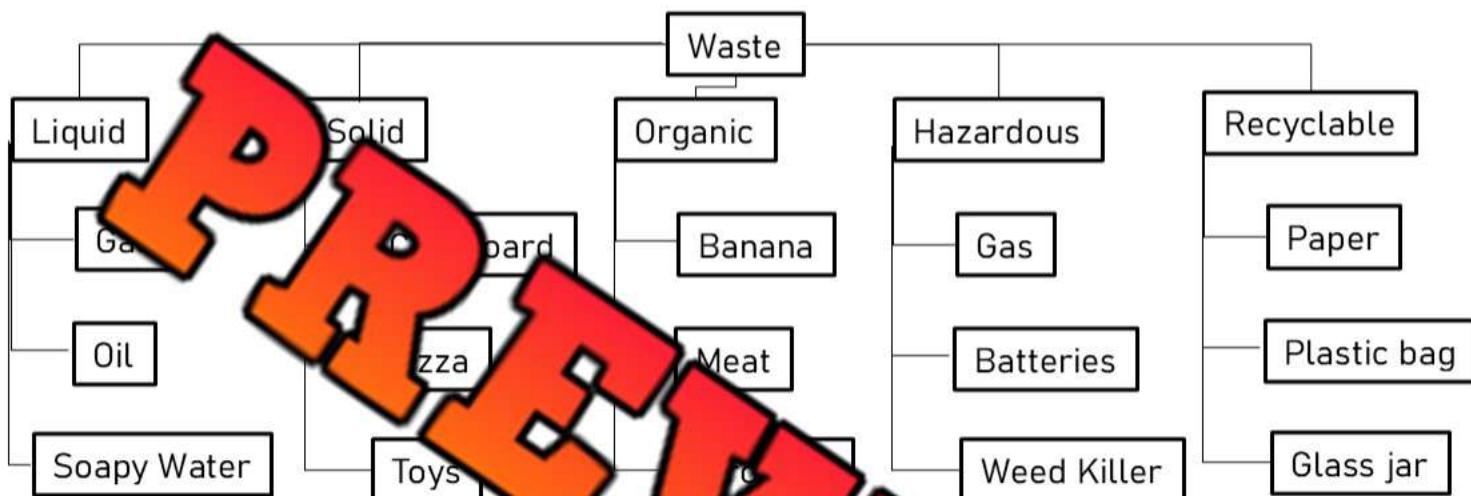 Waste
Liquid Solid Organic Hazardous Recyclable
Banana Gas Paper
Oil Meat Batteries Plastic bag
Soapy Water Toys Weed Killer Glass jar
PREV